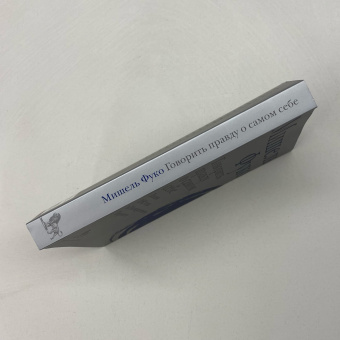 Мишель Фуко Говорить правду о самом себе